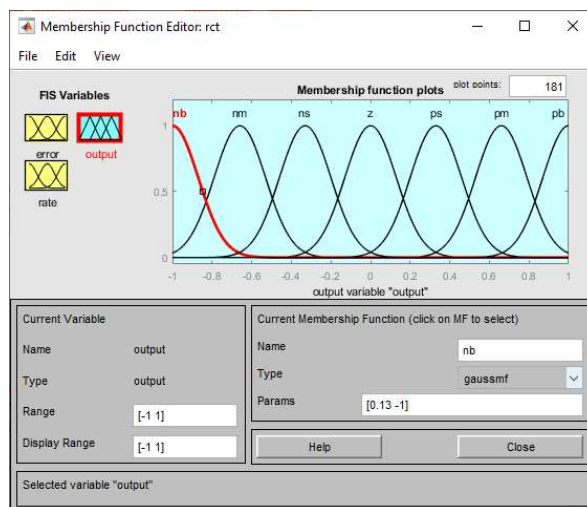 Membership Function Editor: rct
File Edit View
FIS Variables
error
output
rate
Membership function plots
plot points:
181
nb nm ns z ps pm pb
1
0.5
0
-1 -0.8 -0.6 -0.4 -0.2 0 0.2 0.4 0.6 0.8 1
output variable "output"
Current Variable
Name output
Type output
Range [-1 1]
Display Range [-1 1]
Current Membership Function (click on MF to select)
Name nb
Type gaussmf
Params [0.13 -1]
Help Close
Selected variable "output"